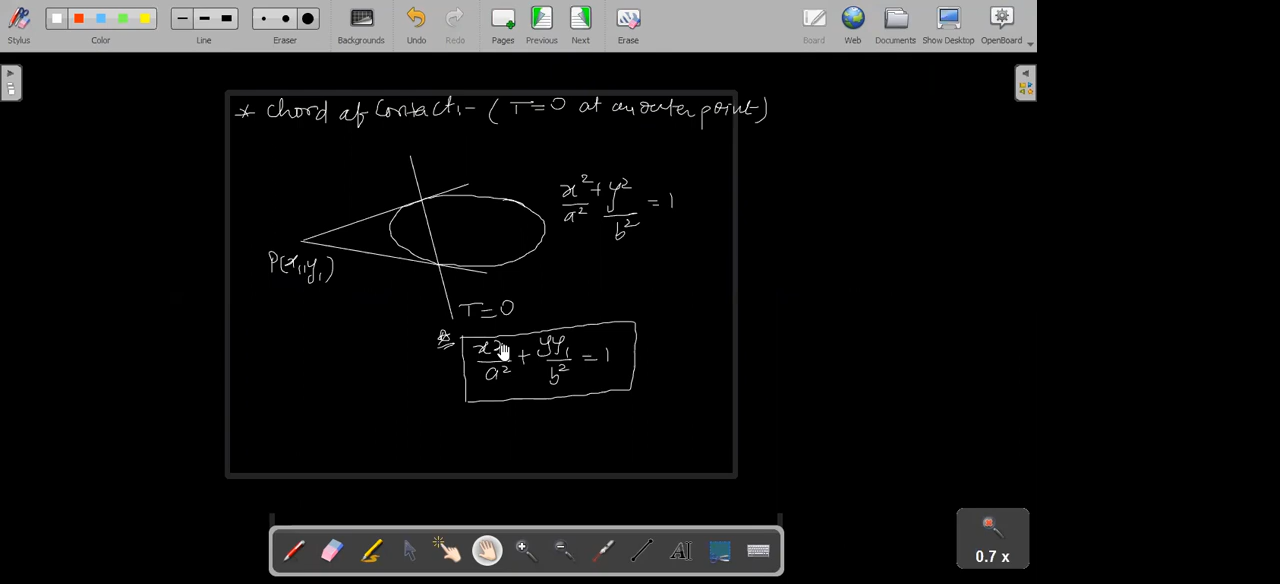 Stylus Color Line Eraser Backgrounds Undo Redo Pages Previous Next Erase Board Web Documents Show Desktop OpenBoard
* Chord of Contact:- ( T=0 at an outer point)
x²/a² + y²/b² = 1
P(x₁,y₁)
T=0
xx₁/a² + yy₁/b² = 1
0.7 x